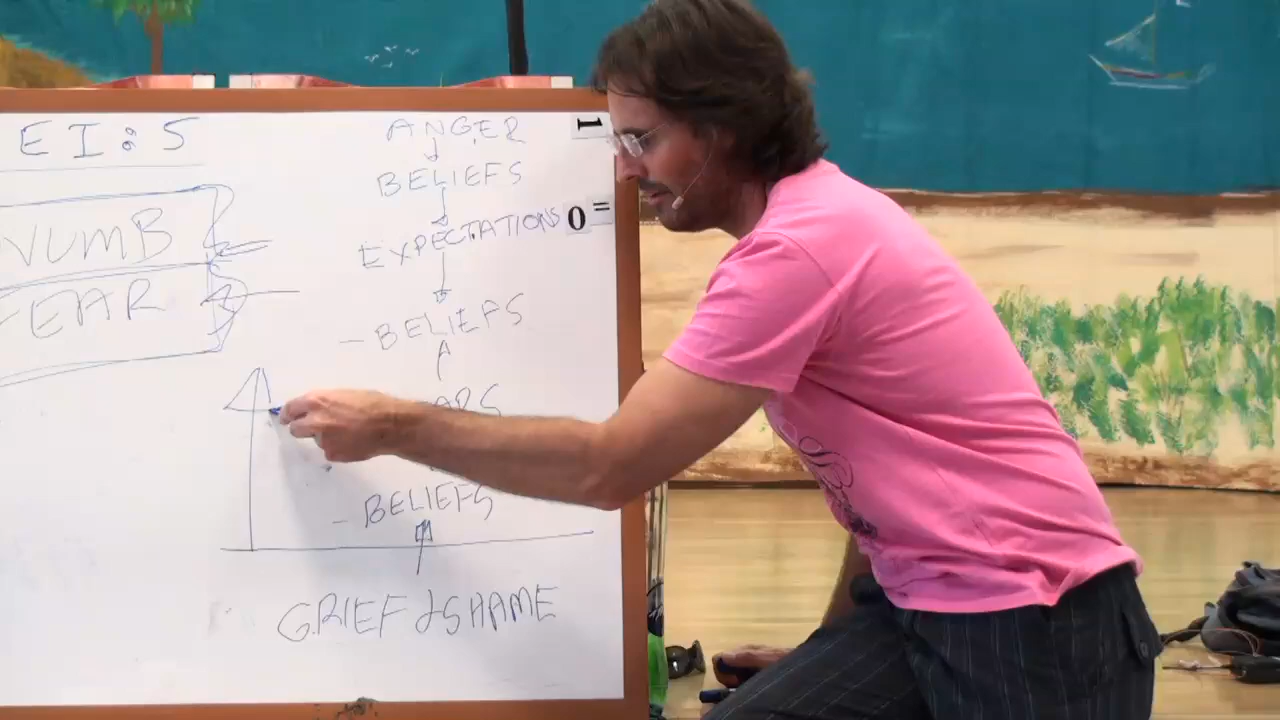 EI:5
NUMB
FEAR
ANGER
BELIEFS
EXPECTATIONS
- BELIEFS
- BELIEFS
GRIEF & SHAME
1
0 =